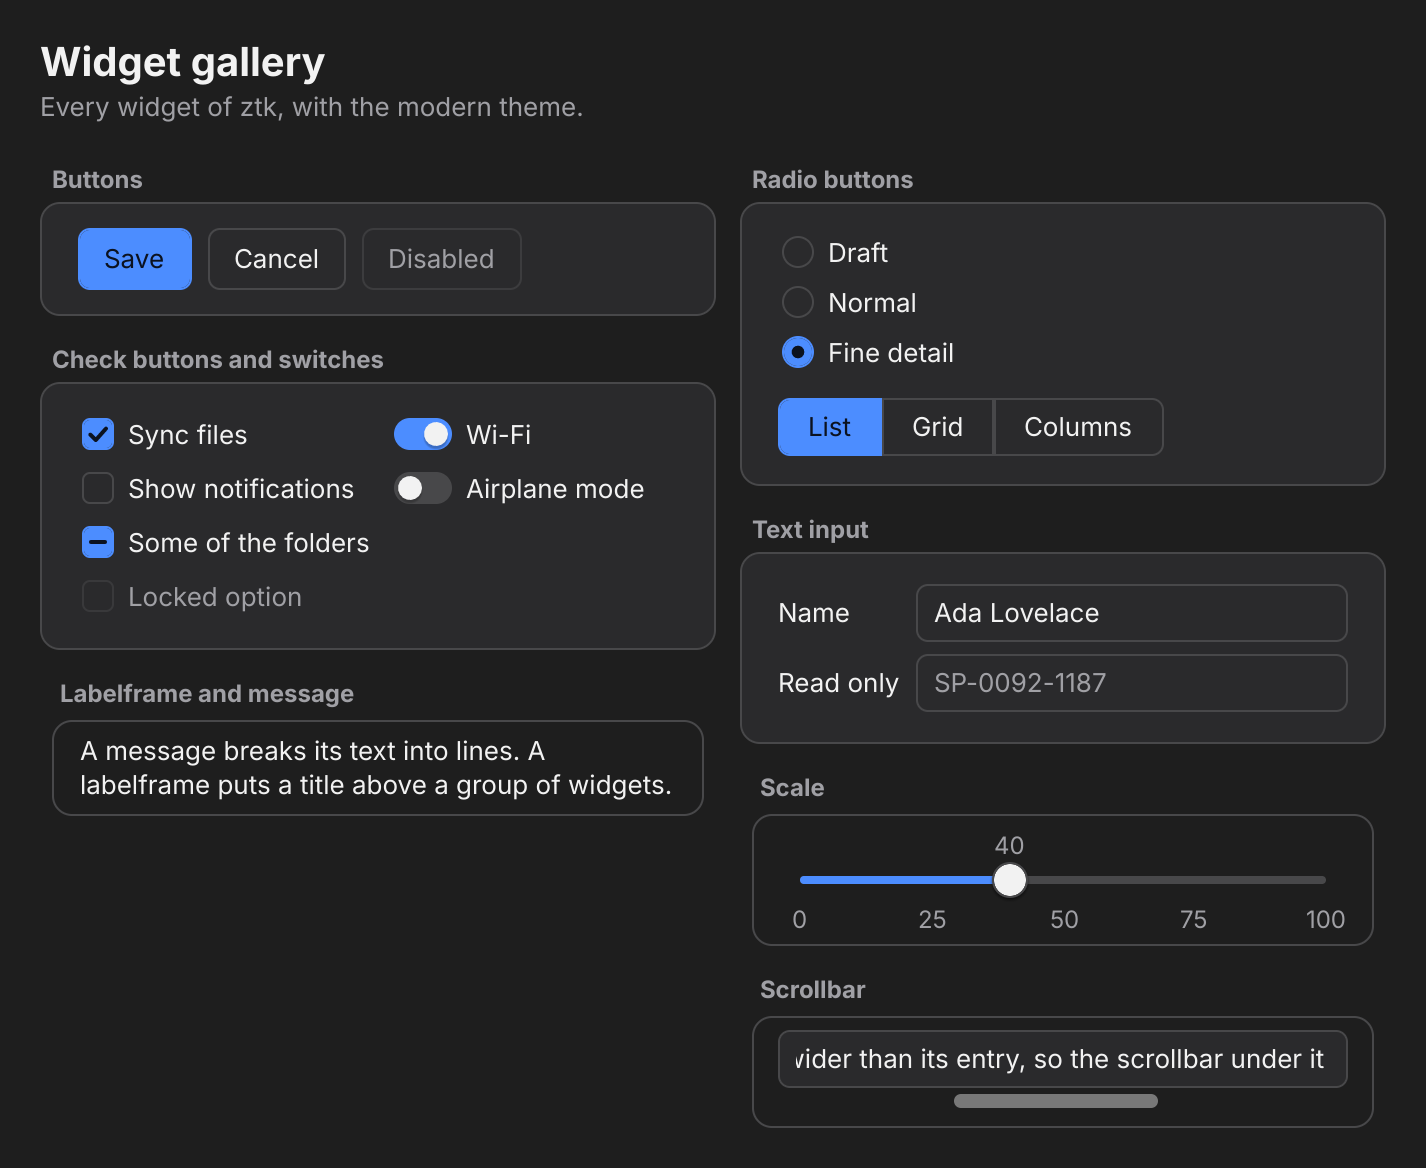 Widget gallery
Every widget of ztk, with the modern theme.
Buttons
Save
Cancel
Disabled
Check buttons and switches
Sync files
Wi-Fi
Show notifications
Airplane mode
Some of the folders
Locked option
Labelframe and message
A message breaks its text into lines. A
labelframe puts a title above a group of widgets.
Radio buttons
Draft
Normal
Fine detail
List
Grid
Columns
Text input
Name
Ada Lovelace
Read only
SP-0092-1187
Scale
40
0
25
50
75
100
Scrollbar
than its entry, so the scrollbar under it